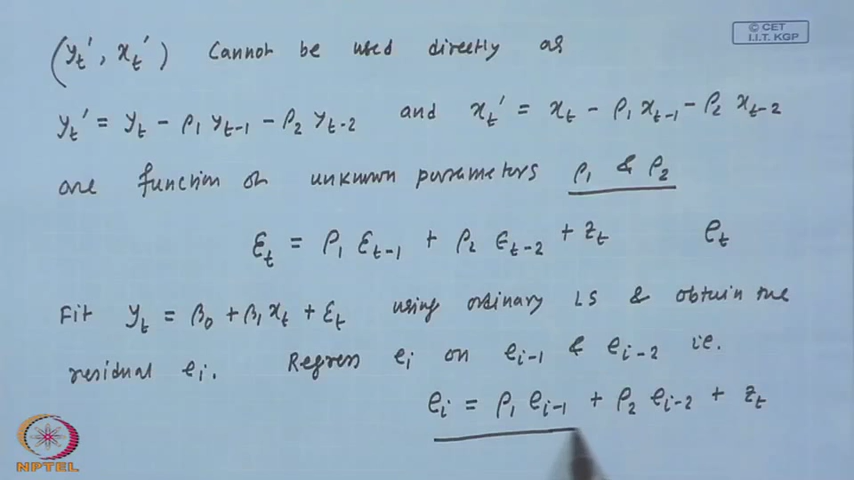 © CET
I.I.T. KGP
(y_t', x_t') Cannot be used directly as
y_t' = y_t - ρ_1 y_{t-1} - ρ_2 y_{t-2} and x_t' = x_t - ρ_1 x_{t-1} - ρ_2 x_{t-2}
are function of unknown parameters ρ_1 & ρ_2
ε_t = ρ_1 ε_{t-1} + ρ_2 ε_{t-2} + z_t e_t
Fit y_t = β_0 + β_1 x_t + ε_t using ordinary LS & obtain the
residual e_i. Regress e_i on e_{i-1} & e_{i-2} i.e.
e_i = ρ_1 e_{i-1} + ρ_2 e_{i-2} + z_t
NPTEL